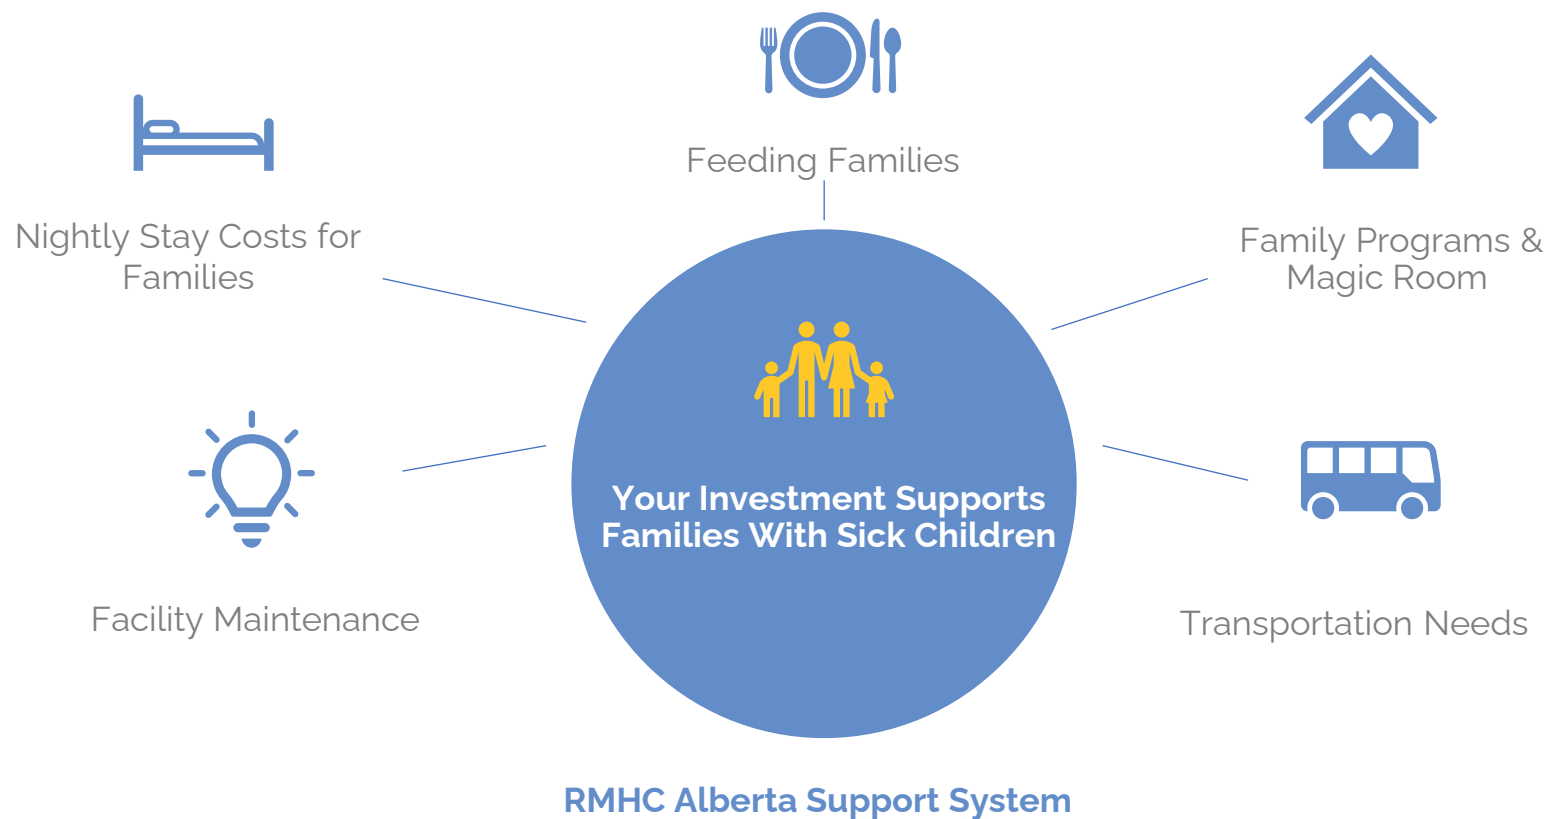 Feeding Families
Nightly Stay Costs for
Families
Family Programs &
Magic Room
Your Investment Supports
Families With Sick Children
Facility Maintenance
Transportation Needs
RMHC Alberta Support System